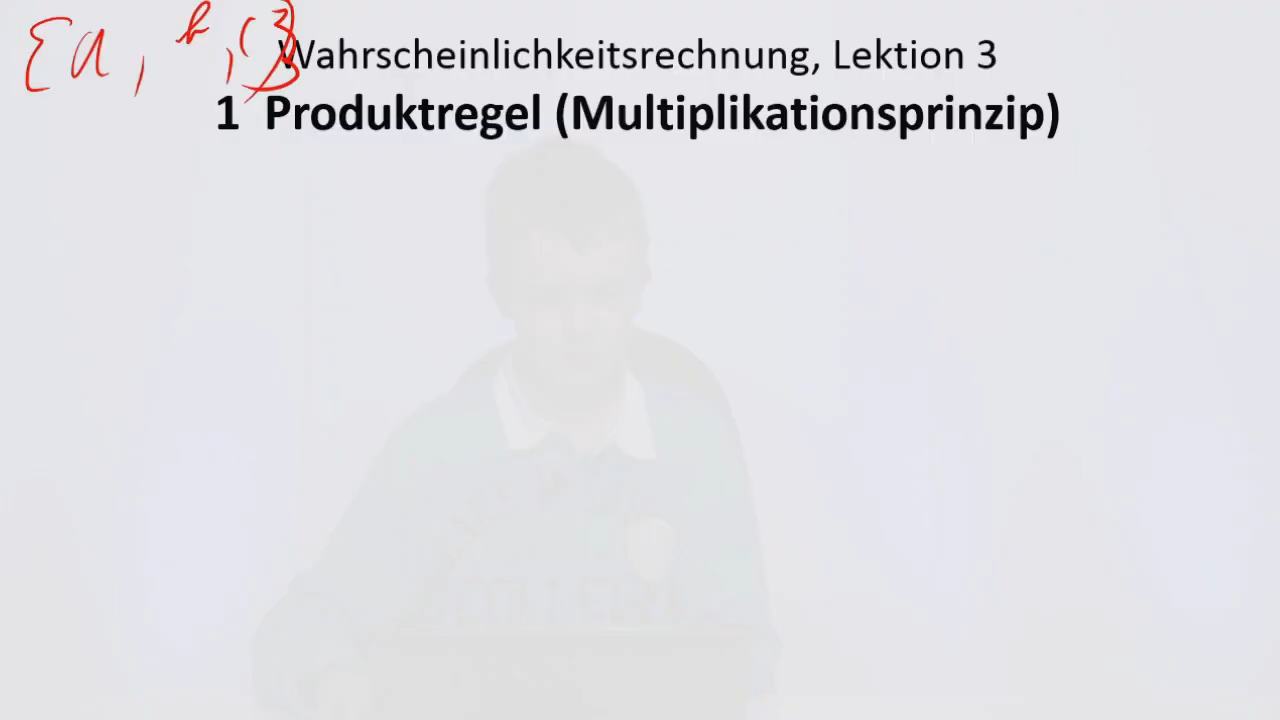 {a, b, c}
Wahrscheinlichkeitsrechnung, Lektion 3
1 Produktregel (Multiplikationsprinzip)